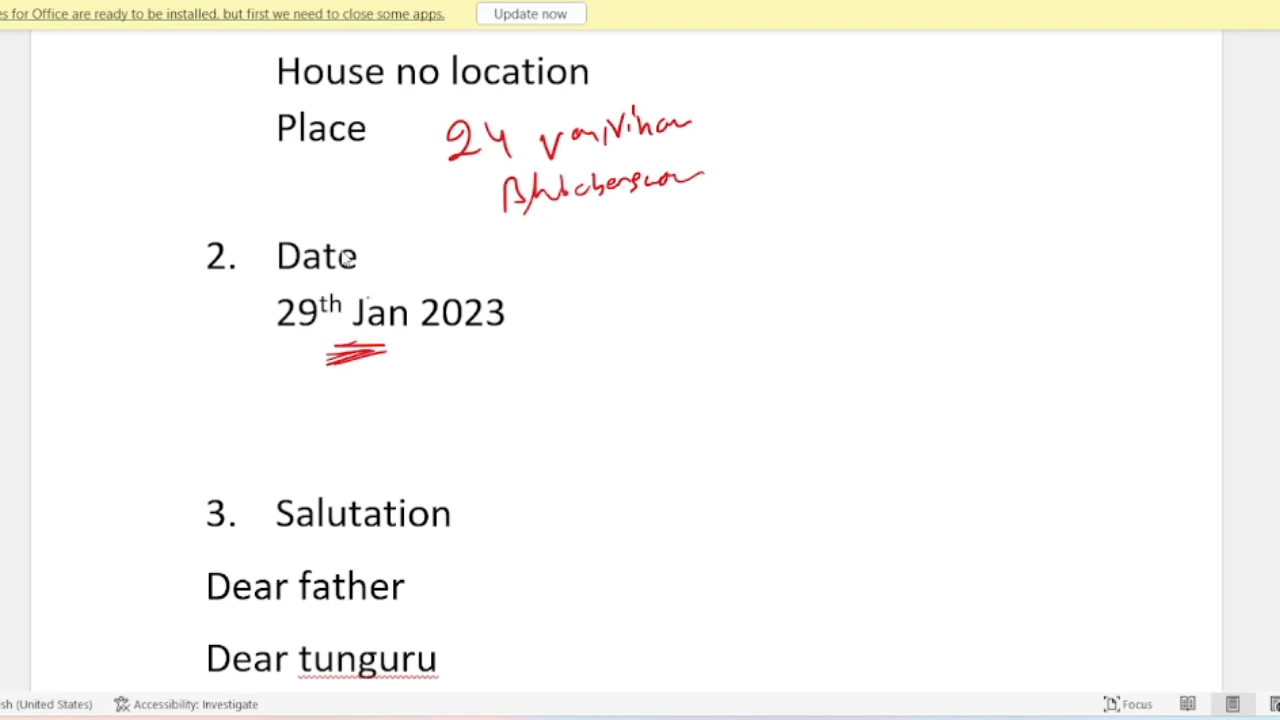 es for Office are ready to be installed, but first we need to close some apps. Update now
House no location
Place
24 Vani Vihar
2. Date
29th Jan 2023
3. Salutation
Dear father
Dear tunguru
sh (United States) Accessibility: Investigate Focus